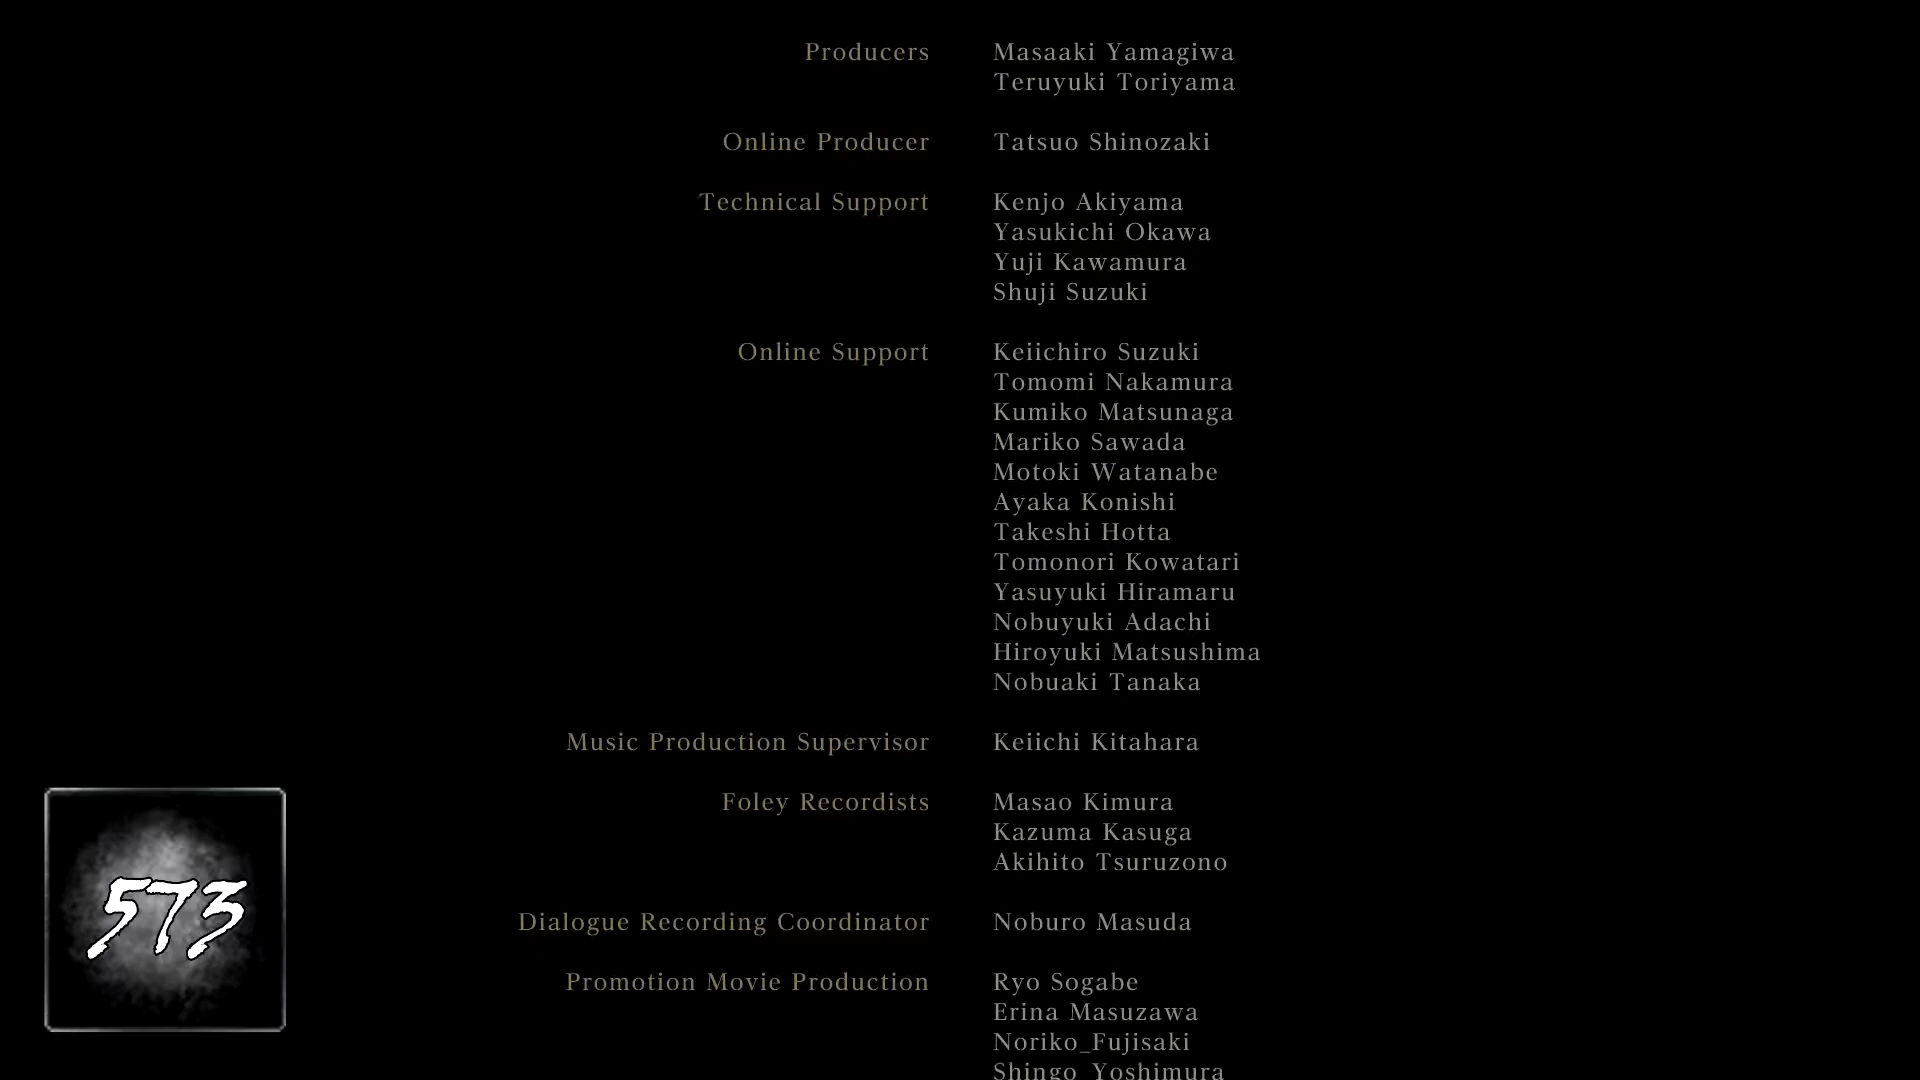 Producers Masaaki Yamagiwa
Teruyuki Toriyama
Online Producer Tatsuo Shinozaki
Technical Support Kenjo Akiyama
Yasukichi Okawa
Yuji Kawamura
Shuji Suzuki
Online Support Keiichiro Suzuki
Tomomi Nakamura
Kumiko Matsunaga
Mariko Sawada
Motoki Watanabe
Ayaka Konishi
Takeshi Hotta
Tomonori Kowatari
Yasuyuki Hiramaru
Nobuyuki Adachi
Hiroyuki Matsushima
Nobuaki Tanaka
Music Production Supervisor Keiichi Kitahara
Foley Recordists Masao Kimura
Kazuma Kasuga
Akihito Tsuruzono
Dialogue Recording Coordinator Noburo Masuda
Promotion Movie Production Ryo Sogabe
Erina Masuzawa
Noriko_Fujisaki
Shingo_Yoshimura
573